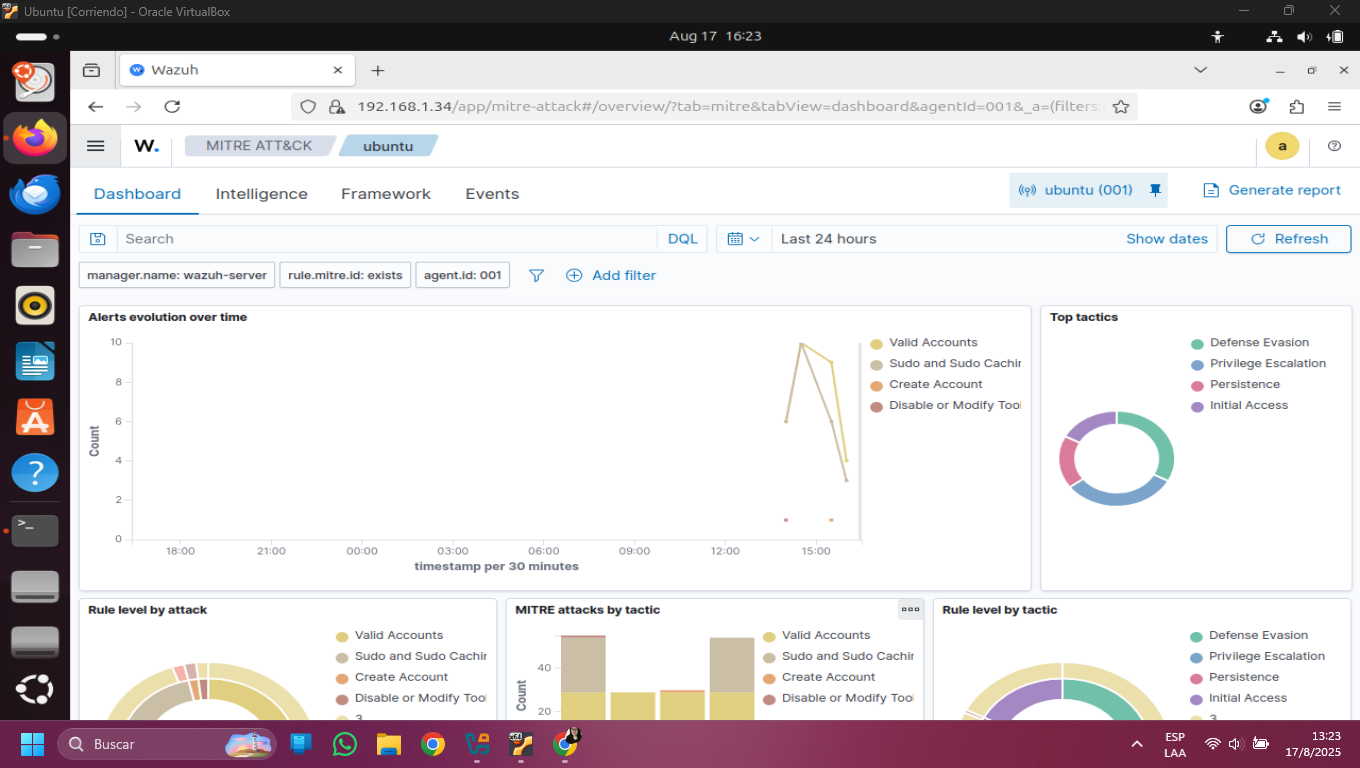 Ubuntu [Corriendo] - Oracle VirtualBox
Aug 17 16:23
Wazuh
192.168.1.34/app/mitre-attack#/overview/?tab=mitre&tabView=dashboard&agentId=001&_a=(filters:
W. MITRE ATT&CK ubuntu a
Dashboard Intelligence Framework Events ubuntu (001) Generate report
Search DQL Last 24 hours Show dates Refresh
manager.name: wazuh-server rule.mitre.id: exists agent.id: 001 Add filter
Alerts evolution over time
10
8
6
4
2
0
Count
18:00 21:00 00:00 03:00 06:00 09:00 12:00 15:00
timestamp per 30 minutes
Valid Accounts
Sudo and Sudo Cachin
Create Account
Disable or Modify Tool
Top tactics
Defense Evasion
Privilege Escalation
Persistence
Initial Access
Rule level by attack
Valid Accounts
Sudo and Sudo Cachin
Create Account
Disable or Modify Tool
3
MITRE attacks by tactic
40
20
Count
Valid Accounts
Sudo and Sudo Cachin
Create Account
Disable or Modify Tool
Rule level by tactic
Defense Evasion
Privilege Escalation
Persistence
Initial Access
3
Buscar
ESP
LAA
13:23
17/8/2025